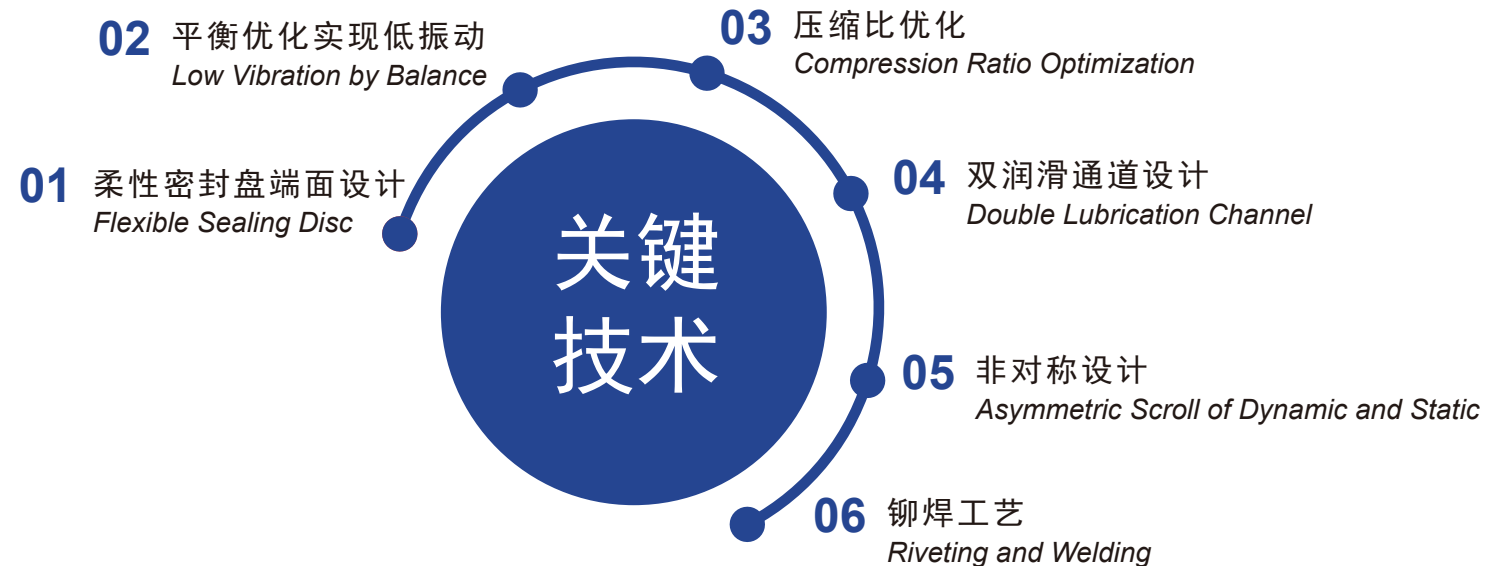 01
柔性密封盘端面设计
Flexible Sealing Disc
02
平衡优化实现低振动
Low Vibration by Balance
03
压缩比优化
Compression Ratio Optimization
04
双润滑通道设计
Double Lubrication Channel
05
非对称设计
Asymmetric Scroll of Dynamic and Static
06
铆焊工艺
Riveting and Welding
关键
技术